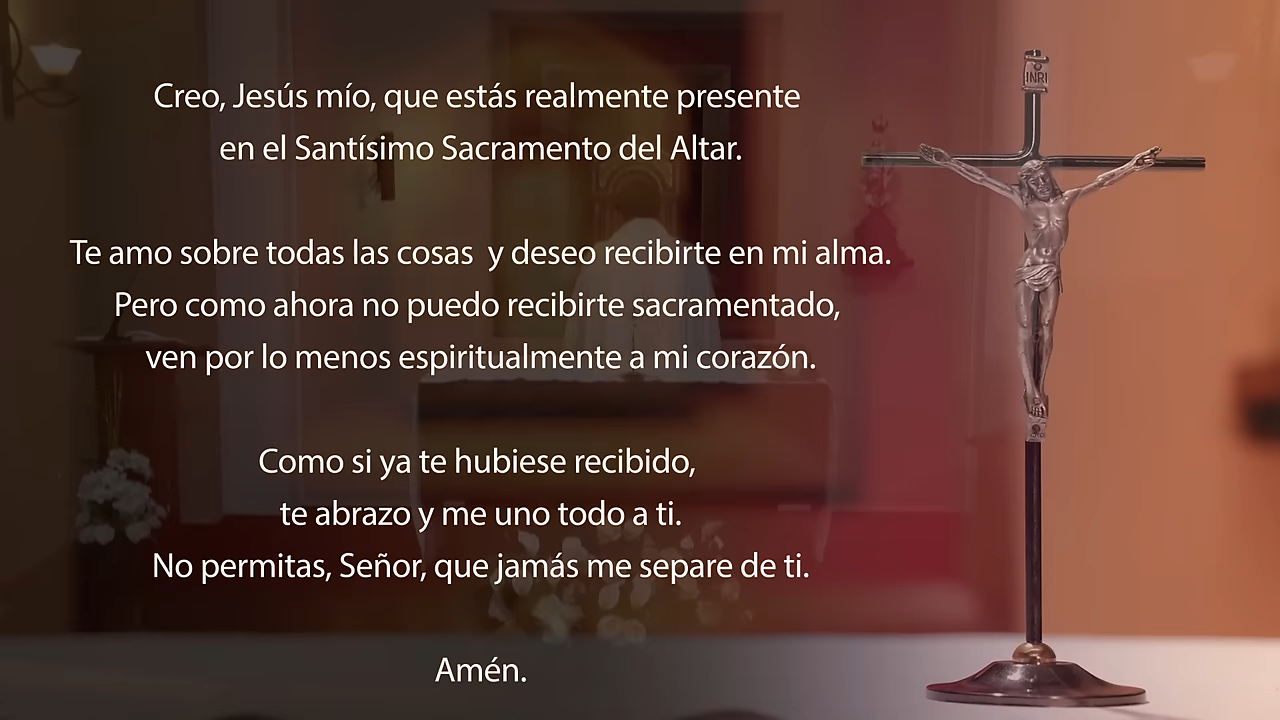 Creo, Jesús mío, que estás realmente presente
en el Santísimo Sacramento del Altar.
Te amo sobre todas las cosas  y deseo recibirte en mi alma.
Pero como ahora no puedo recibirte sacramentado,
ven por lo menos espiritualmente a mi corazón.
Como si ya te hubiese recibido,
te abrazo y me uno todo a ti.
No permitas, Señor, que jamás me separe de ti.
Amén.
INRI